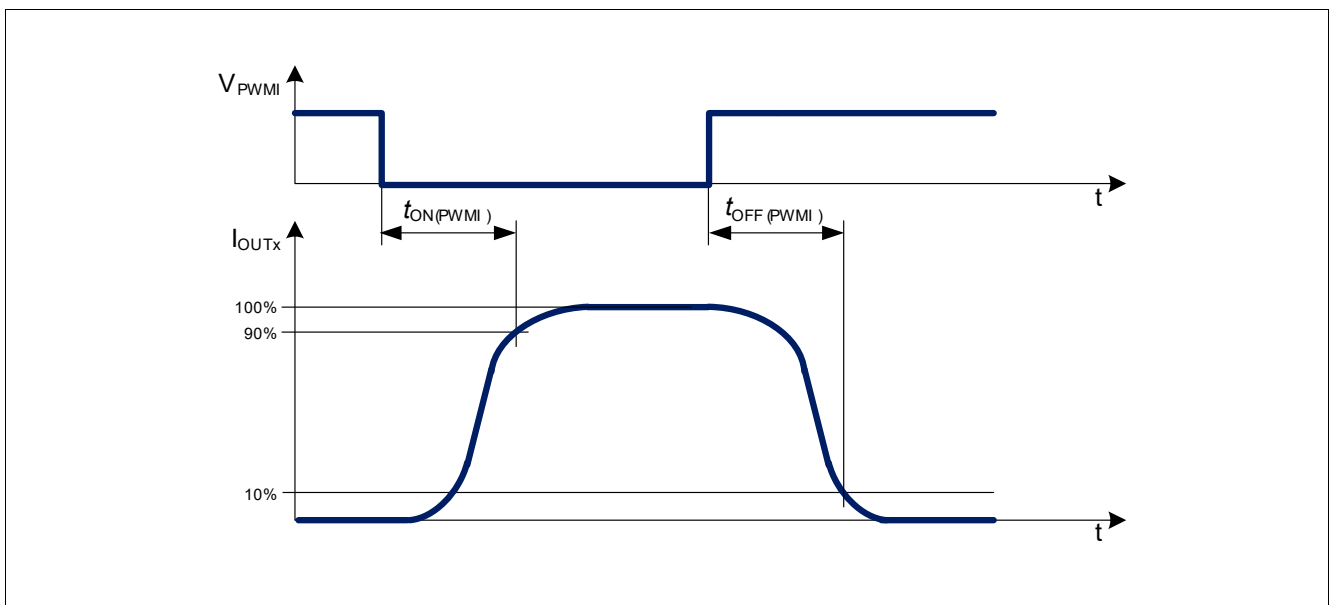 VPWMI
t
tON(PWMI )
tOFF(PWMI )
IOUTx
100%
90%
10%
t